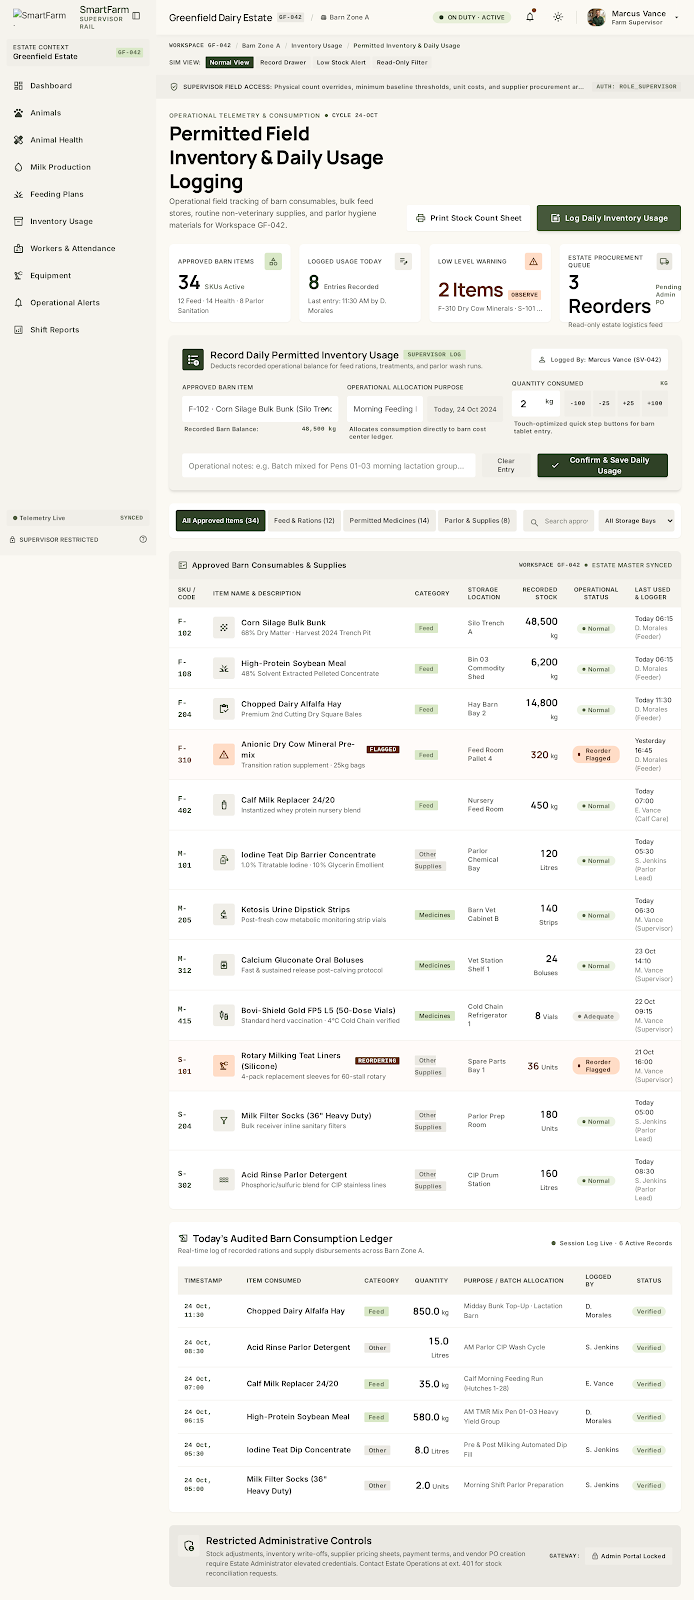 SmartFarm
SmartFarm
SUPERVISOR
RAIL
ESTATE CONTEXT
Greenfield Estate
GF-042
Dashboard
Animals
Animal Health
Milk Production
Feeding Plans
Inventory Usage
Workers & Attendance
Equipment
Operational Alerts
Shift Reports
Telemetry Live
SYNCED
SUPERVISOR RESTRICTED
Greenfield Dairy Estate GF-042 / Barn Zone A
ON DUTY · ACTIVE
Marcus Vance
Farm Supervisor
WORKSPACE GF-042 / Barn Zone A / Inventory Usage / Permitted Inventory & Daily Usage
SIM VIEW: Normal View Record Drawer Low Stock Alert Read-Only Filter
SUPERVISOR FIELD ACCESS: Physical count overrides, minimum baseline thresholds, unit costs, and supplier procurement ar...
AUTH: ROLE_SUPERVISOR
OPERATIONAL TELEMETRY & CONSUMPTION • CYCLE 24-OCT
Permitted Field
Inventory & Daily Usage
Logging
Operational field tracking of barn consumables, bulk feed
stores, routine non-veterinary supplies, and parlor hygiene
materials for Workspace GF-042.
Print Stock Count Sheet
Log Daily Inventory Usage
APPROVED BARN ITEMS
34 SKUs Active
12 Feed · 14 Health · 8 Parlor
Sanitation
LOGGED USAGE TODAY
8 Entries Recorded
Last entry: 11:30 AM by D.
Morales
LOW LEVEL WARNING
2 Items OBSERVE
F-310 Dry Cow Minerals · S-101 ...
ESTATE PROCUREMENT
QUEUE
3
Reorders
Pending
Admin
PO
Read-only estate logistics feed
Record Daily Permitted Inventory Usage SUPERVISOR LOG
Deducts recorded operational balance for feed rations, treatments, and parlor wash runs.
Logged By: Marcus Vance (SV-042)
APPROVED BARN ITEM
F-102 - Corn Silage Bulk Bunk (Silo Trenc
Recorded Barn Balance: 48,500 kg
OPERATIONAL ALLOCATION PURPOSE
Morning Feeding
Today, 24 Oct 2024
Allocates consumption directly to barn cost
center ledger.
QUANTITY CONSUMED KG
2 kg -100 -25 +25 +100
Touch-optimized quick step buttons for barn
tablet entry.
Operational notes: e.g. Batch mixed for Pens 01-03 morning lactation group...
Clear
Entry
Confirm & Save Daily
Usage
All Approved Items (34) Feed & Rations (12) Permitted Medicines (14) Parlor & Supplies (8)
Search appro
All Storage Bays
Approved Barn Consumables & Supplies
WORKSPACE GF-042 • ESTATE MASTER SYNCED
SKU /
CODE
ITEM NAME & DESCRIPTION
CATEGORY
STORAGE
LOCATION
RECORDED
STOCK
OPERATIONAL
STATUS
LAST USED
& LOGGER
F-
102
Corn Silage Bulk Bunk
68% Dry Matter · Harvest 2024 Trench Pit
Feed
Silo Trench
A
48,500
kg
Normal
Today 06:15
D. Morales
(Feeder)
F-
108
High-Protein Soybean Meal
48% Solvent Extracted Pelleted Concentrate
Feed
Bin 03
Commodity
Shed
6,200
kg
Normal
Today 06:15
D. Morales
(Feeder)
F-
204
Chopped Dairy Alfalfa Hay
Premium 2nd Cutting Dry Square Bales
Feed
Hay Barn
Bay 2
14,800
kg
Normal
Today 11:30
D. Morales
(Feeder)
F-
310
Anionic Dry Cow Mineral Pre-
mix
FLAGGED
Transition ration supplement · 25kg bags
Feed
Feed Room
Pallet 4
320 kg
Reorder
Flagged
Yesterday
16:45
D. Morales
(Feeder)
F-
402
Calf Milk Replacer 24/20
Instantized whey protein nursery blend
Feed
Nursery
Feed Room
450 kg
Normal
Today
07:00
E. Vance
(Calf Care)
M-
101
Iodine Teat Dip Barrier Concentrate
1.0% Titratable Iodine · 10% Glycerin Emollient
Other
Supplies
Parlor
Chemical
Bay
120
Litres
Normal
Today
05:30
S. Jenkins
(Parlor
Lead)
M-
205
Ketosis Urine Dipstick Strips
Post-fresh cow metabolic monitoring strip vials
Medicines
Barn Vet
Cabinet B
140
Strips
Normal
Today
06:30
M. Vance
(Supervisor)
M-
312
Calcium Gluconate Oral Boluses
Fast & sustained release post-calving protocol
Medicines
Vet Station
Shelf 1
24
Boluses
Normal
23 Oct
14:10
M. Vance
(Supervisor)
M-
415
Bovi-Shield Gold FP5 L5 (50-Dose Vials)
Standard herd vaccination · 4°C Cold Chain verified
Medicines
Cold Chain
Refrigerator
1
8 Vials
Adequate
22 Oct
09:15
M. Vance
(Supervisor)
S-
101
Rotary Milking Teat Liners
(Silicone)
REORDERING
4-pack replacement sleeves for 60-stall rotary
Other
Supplies
Spare Parts
Bay 1
36 Units
Reorder
Flagged
21 Oct
16:00
M. Vance
(Supervisor)
S-
204
Milk Filter Socks (36" Heavy Duty)
Bulk receiver inline sanitary filters
Other
Supplies
Parlor Prep
Room
180
Units
Normal
Today
05:00
S. Jenkins
(Parlor
Lead)
S-
302
Acid Rinse Parlor Detergent
Phosphoric/sulfuric blend for CIP stainless lines
Other
Supplies
CIP Drum
Station
160
Litres
Normal
Today
08:30
S. Jenkins
(Parlor
Lead)
Today's Audited Barn Consumption Ledger
Real-time log of recorded rations and supply disbursements across Barn Zone A.
Session Log Live · 6 Active Records
TIMESTAMP
ITEM CONSUMED
CATEGORY
QUANTITY
PURPOSE / BATCH ALLOCATION
LOGGED
BY
STATUS
24 Oct,
11:30
Chopped Dairy Alfalfa Hay
Feed
850.0 kg
Midday Bunk Top-Up · Lactation
Barn
D.
Morales
Verified
24 Oct,
08:30
Acid Rinse Parlor Detergent
Other
15.0
Litres
AM Parlor CIP Wash Cycle
S. Jenkins
Verified
24 Oct,
07:00
Calf Milk Replacer 24/20
Feed
35.0 kg
Calf Morning Feeding Run
(Hutches 1-28)
E. Vance
Verified
24 Oct,
06:15
High-Protein Soybean Meal
Feed
580.0 kg
AM TMR Mix Pen 01-03 Heavy
Yield Group
D.
Morales
Verified
24 Oct,
05:30
Iodine Teat Dip Concentrate
Other
8.0 Litres
Pre & Post Milking Automated Dip
Fill
S. Jenkins
Verified
24 Oct,
05:00
Milk Filter Socks (36"
Heavy Duty)
Other
2.0 Units
Morning Shift Parlor Preparation
S. Jenkins
Verified
Restricted Administrative Controls
Stock adjustments, inventory write-offs, supplier pricing sheets, payment terms, and vendor PO creation
require Estate Administrator elevated credentials. Contact Estate Operations at ext. 401 for stock
reconciliation requests.
GATEWAY:
Admin Portal Locked